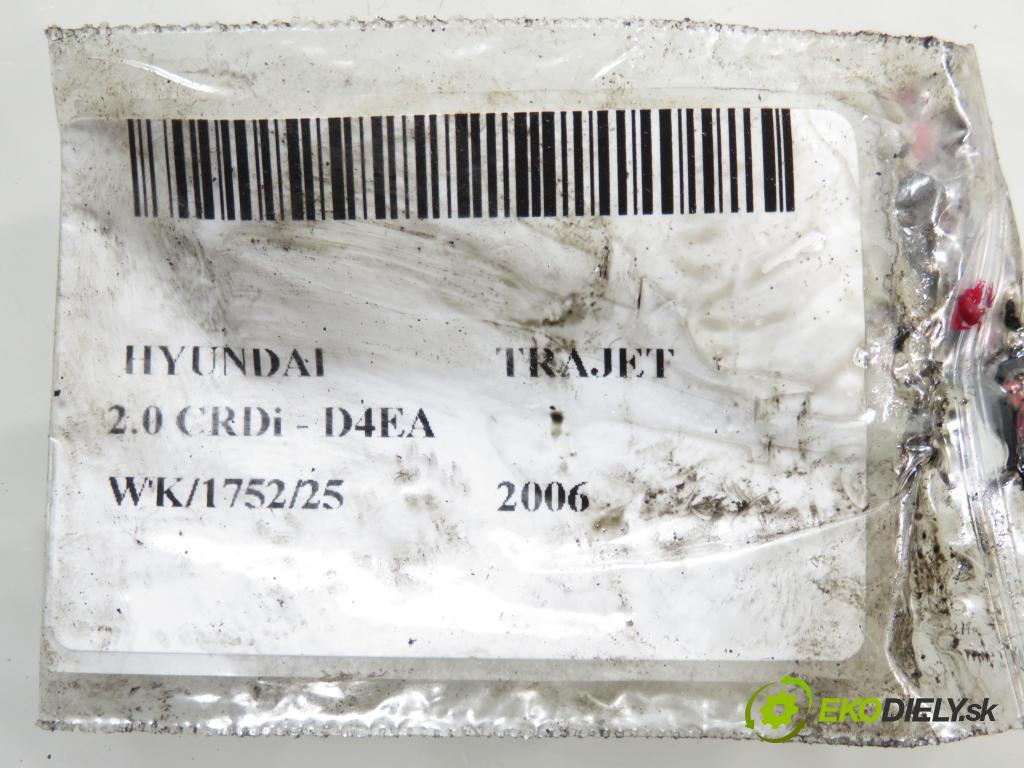 HYUNDAI TRAJET
2.0 CRDi - D4EA
WK/1752/25 2006
EKODIELY.sk